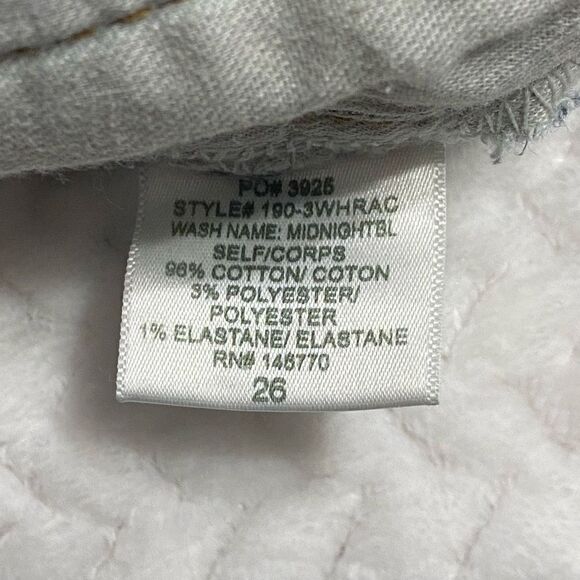 PO# 3925
STYLE# 190-3WHRAC
WASH NAME: MIDNIGHTBL
SELF/CORPS
96% COTTON/ COTON
3% POLYESTER/
POLYESTER
1% ELASTANE/ ELASTANE
RN# 146770
26